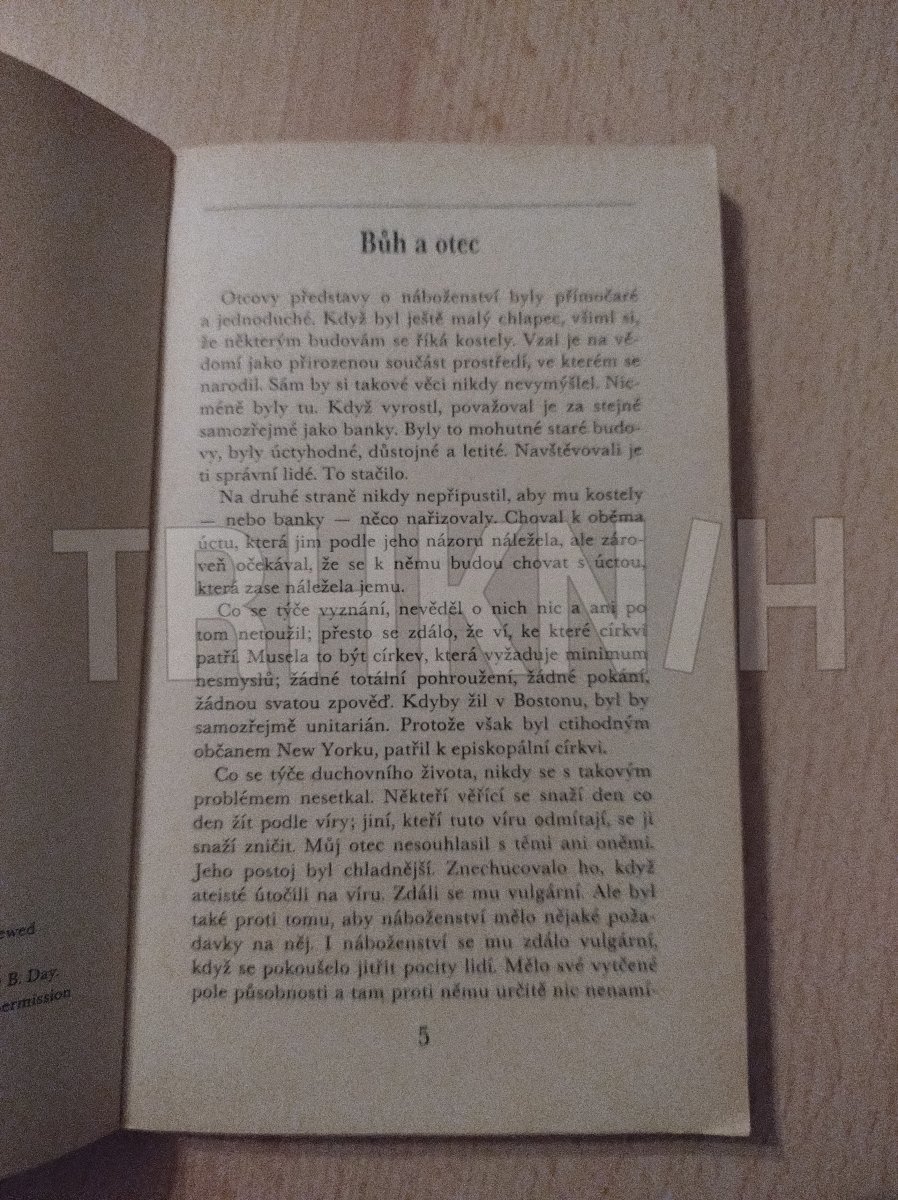 ewed
B. Day.
ermission
Bůh a otec
Otcovy představy o náboženství byly přímočaré
a jednoduché. Když byl ještě malý chlapec, všiml si,
že některým budovám se říká kostely. Vzal je na vě-
domí jako přirozenou součást prostředí, ve kterém se
narodil. Sám by si takové věci nikdy nevymýšlel. Nic-
méně byly tu. Když vyrostl, považoval je za stejně
samozřejmé jako banky. Byly to mohutné staré budo-
vy, byly úctyhodné, důstojné a letité. Navštěvovali je
ti správní lidé. To stačilo.
Na druhé straně nikdy nepřipustil, aby mu kostely
— nebo banky — něco nařizovaly. Choval k oběma
úctu, která jim podle jeho názoru náležela, ale záro-
veň očekával, že se k němu budou chovat s úctou,
která zase náležela jemu.
Co se týče vyznání, nevěděl o nich nic a ani po
tom netoužil; přesto se zdálo, že ví, ke které církvi
patří. Musela to být církev, která vyžaduje minimum
nesmyslů; žádné totální pohroužení, žádné pokání,
žádnou svatou zpověď. Kdyby žil v Bostonu, byl by
samozřejmě unitarián. Protože však byl ctihodným
občanem New Yorku, patřil k episkopální církvi.
Co se týče duchovního života, nikdy se s takovým
problémem nesetkal. Někteří věřící se snaží den co
den žít podle víry; jiní, kteří tuto víru odmítají, se ji
snaží zničit. Můj otec nesouhlasil s těmi ani oněmi.
Jeho postoj byl chladnější. Znechucovalo ho, když
ateisté útočili na víru. Zdáli se mu vulgární. Ale byl
také proti tomu, aby náboženství mělo nějaké poža-
davky na něj. I náboženství se mu zdálo vulgární,
když se pokoušelo jitřit pocity lidí. Mělo své vytčené
pole působnosti a tam proti němu určitě nic nenamí-
5
TRHKN/H